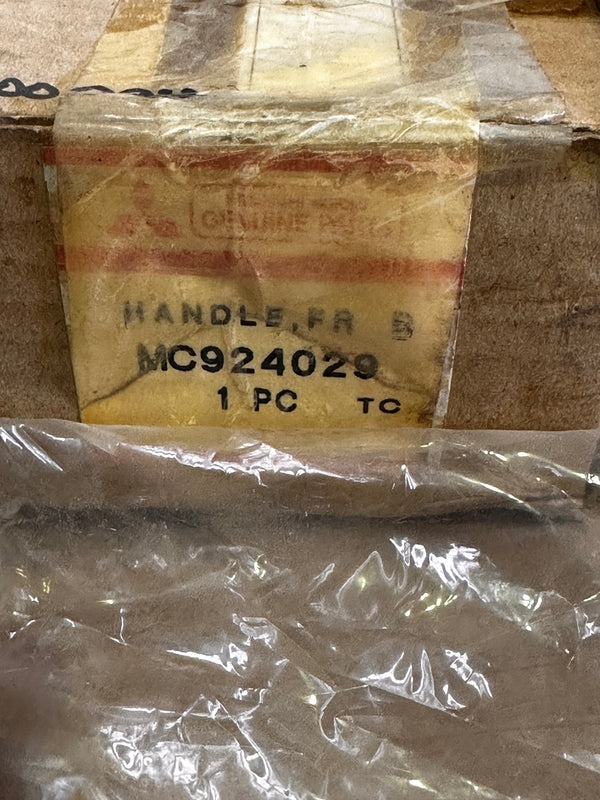 GENUINE PARTS
HANDLE, FR B
MC924029
1 PC TC